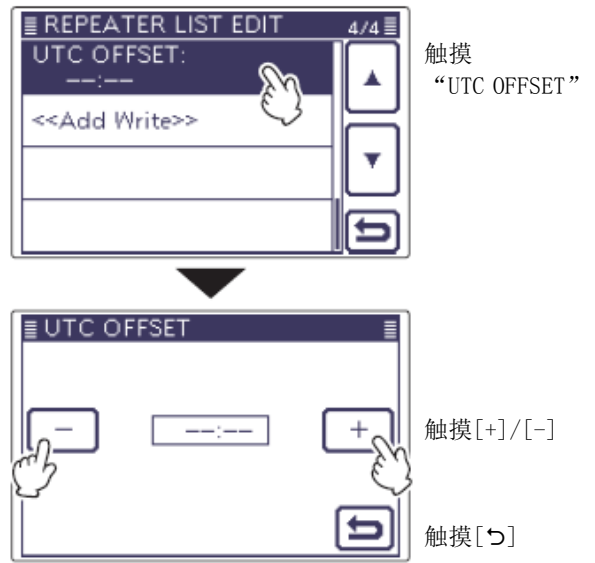 REPEATER LIST EDIT 4/4
UTC OFFSET:
--:--
<<Add Write>>
触摸
“UTC OFFSET”
UTC OFFSET
- --:-- +
触摸[+]/[-]
触摸[⮌]